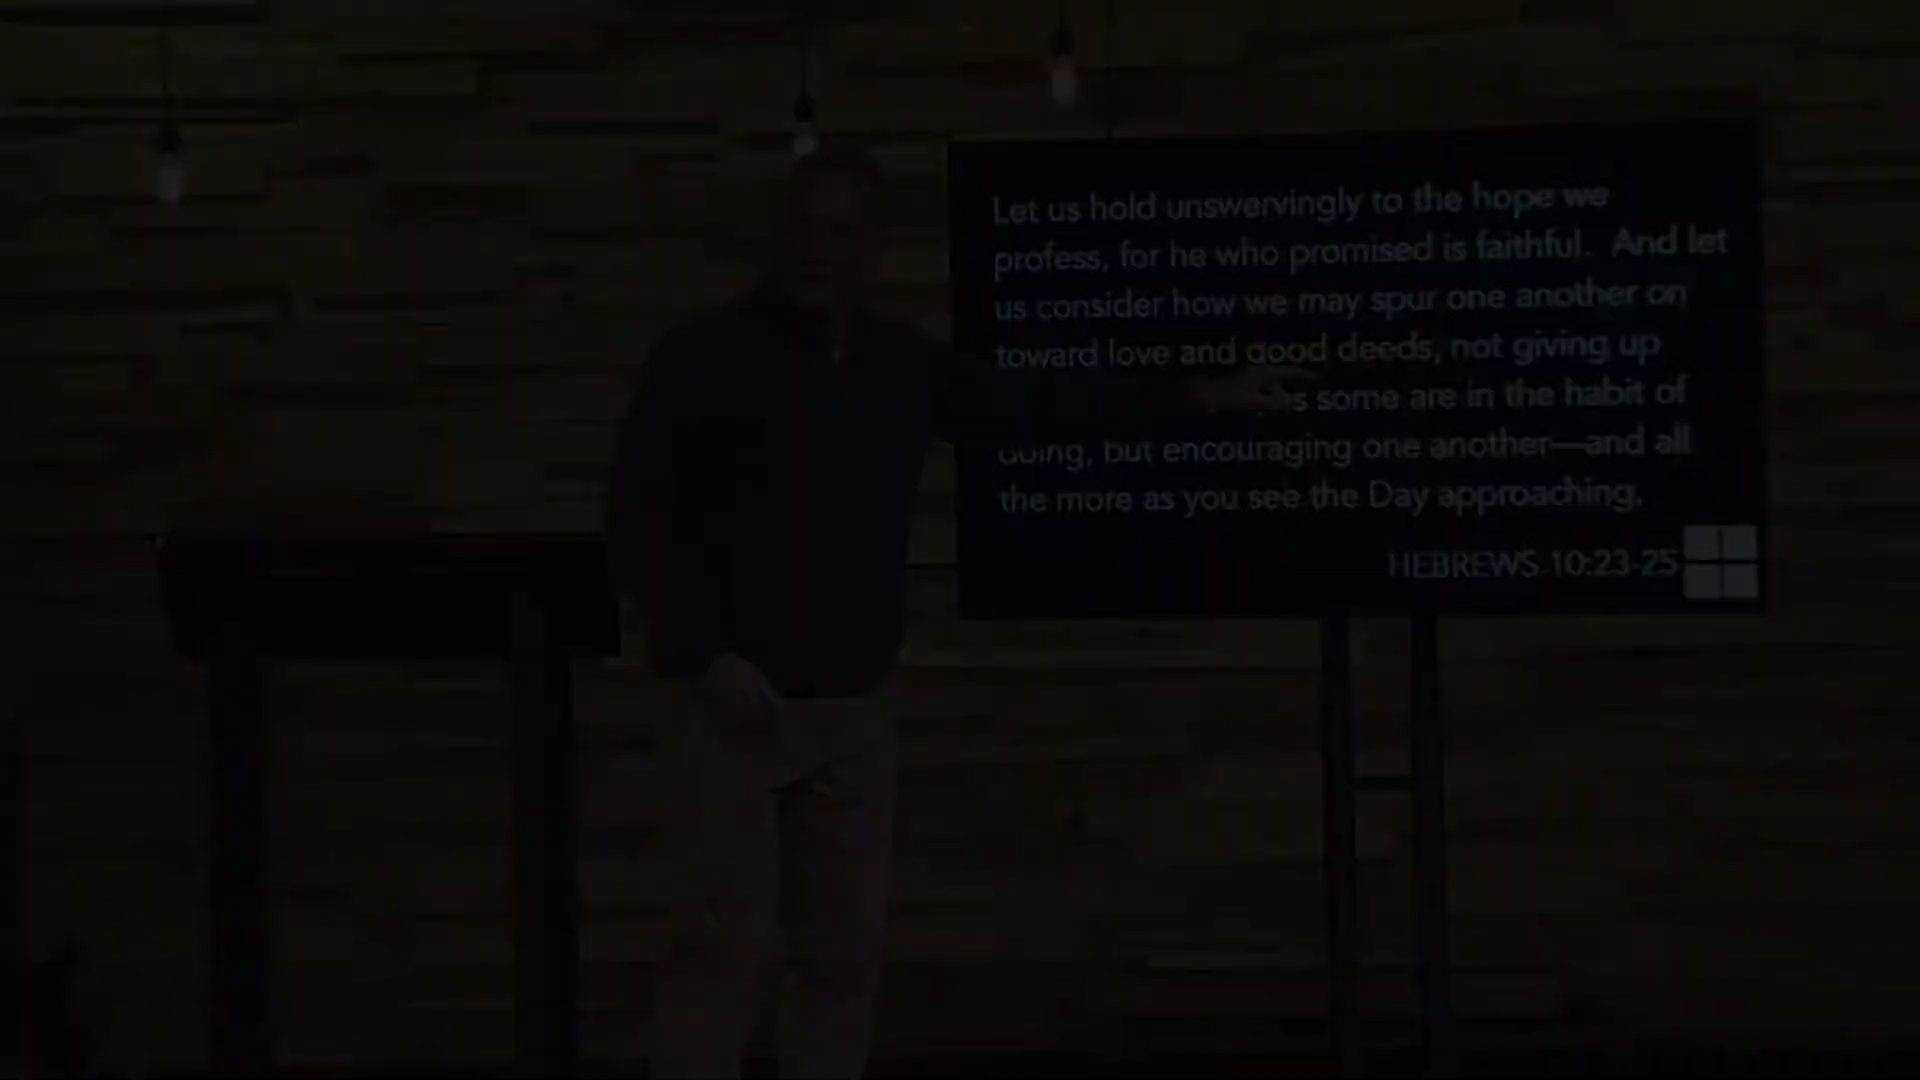 Let us hold unswervingly to the hope we
profess, for he who promised is faithful. And let
us consider how we may spur one another on
toward love and good deeds, not giving up
some are in the habit of
doing, but encouraging one another—and all
the more as you see the Day approaching.
HEBREWS 10:23-25